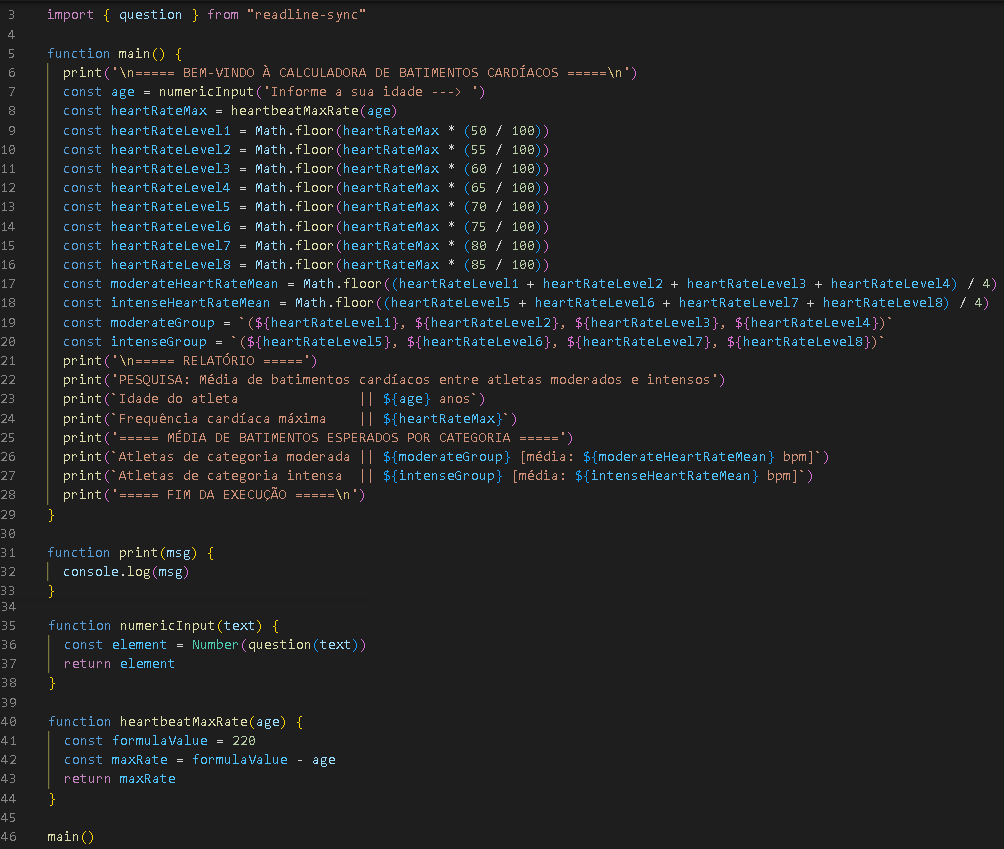 3 import { question } from "readline-sync"
4
5 function main() {
6 print('\n===== BEM-VINDO À CALCULADORA DE BATIMENTOS CARDÍACOS =====\n')
7 const age = numericInput('Informe a sua idade ---> ')
8 const heartRateMax = heartbeatMaxRate(age)
9 const heartRateLevel1 = Math.floor(heartRateMax * (50 / 100))
10 const heartRateLevel2 = Math.floor(heartRateMax * (55 / 100))
11 const heartRateLevel3 = Math.floor(heartRateMax * (60 / 100))
12 const heartRateLevel4 = Math.floor(heartRateMax * (65 / 100))
13 const heartRateLevel5 = Math.floor(heartRateMax * (70 / 100))
14 const heartRateLevel6 = Math.floor(heartRateMax * (75 / 100))
15 const heartRateLevel7 = Math.floor(heartRateMax * (80 / 100))
16 const heartRateLevel8 = Math.floor(heartRateMax * (85 / 100))
17 const moderateHeartRateMean = Math.floor((heartRateLevel1 + heartRateLevel2 + heartRateLevel3 + heartRateLevel4) / 4)
18 const intenseHeartRateMean = Math.floor((heartRateLevel5 + heartRateLevel6 + heartRateLevel7 + heartRateLevel8) / 4)
19 const moderateGroup = `(${heartRateLevel1}, ${heartRateLevel2}, ${heartRateLevel3}, ${heartRateLevel4})`
20 const intenseGroup = `(${heartRateLevel5}, ${heartRateLevel6}, ${heartRateLevel7}, ${heartRateLevel8})`
21 print('\n===== RELATÓRIO =====')
22 print('PESQUISA: Média de batimentos cardíacos entre atletas moderados e intensos')
23 print(`Idade do atleta               || ${age} anos`)
24 print(`Frequência cardíaca máxima    || ${heartRateMax}`)
25 print('===== MÉDIA DE BATIMENTOS ESPERADOS POR CATEGORIA =====')
26 print(`Atletas de categoria moderada || ${moderateGroup} [média: ${moderateHeartRateMean} bpm]`)
27 print(`Atletas de categoria intensa  || ${intenseGroup} [média: ${intenseHeartRateMean} bpm]`)
28 print('===== FIM DA EXECUÇÃO =====\n')
29 }
30
31 function print(msg) {
32 console.log(msg)
33 }
34
35 function numericInput(text) {
36 const element = Number(question(text))
37 return element
38 }
39
40 function heartbeatMaxRate(age) {
41 const formulaValue = 220
42 const maxRate = formulaValue - age
43 return maxRate
44 }
45
46 main()